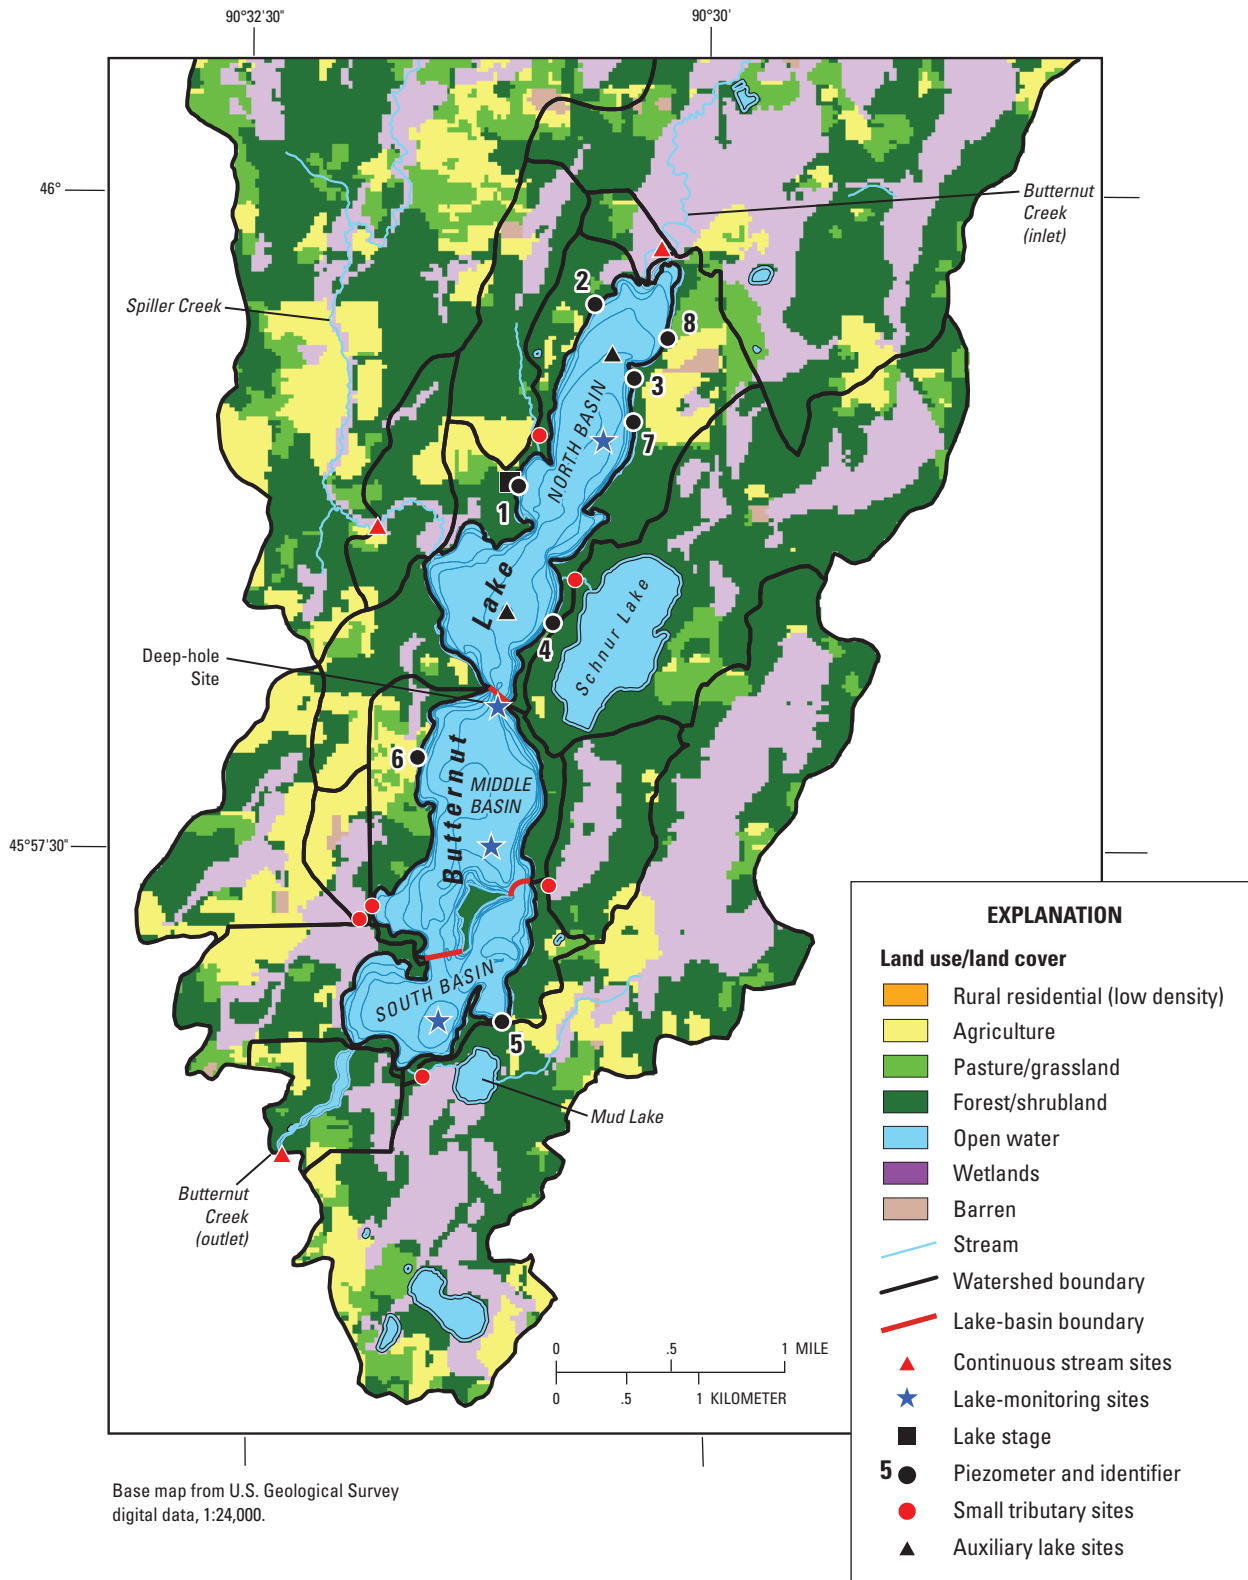 90°32'30"
90°30'
46°
Butternut
Creek
(inlet)
Spiller Creek
2
8
3
7
NORTH BASIN
1
Lake
4
Schnur Lake
Deep-hole
Site
6
Butternut
MIDDLE
BASIN
45°57'30"
SOUTH BASIN
5
Mud Lake
Butternut
Creek
(outlet)
0 .5 1 MILE
0 .5 1 KILOMETER
Base map from U.S. Geological Survey
digital data, 1:24,000.
EXPLANATION
Land use/land cover
Rural residential (low density)
Agriculture
Pasture/grassland
Forest/shrubland
Open water
Wetlands
Barren
Stream
Watershed boundary
Lake-basin boundary
Continuous stream sites
Lake-monitoring sites
Lake stage
5 Piezometer and identifier
Small tributary sites
Auxiliary lake sites